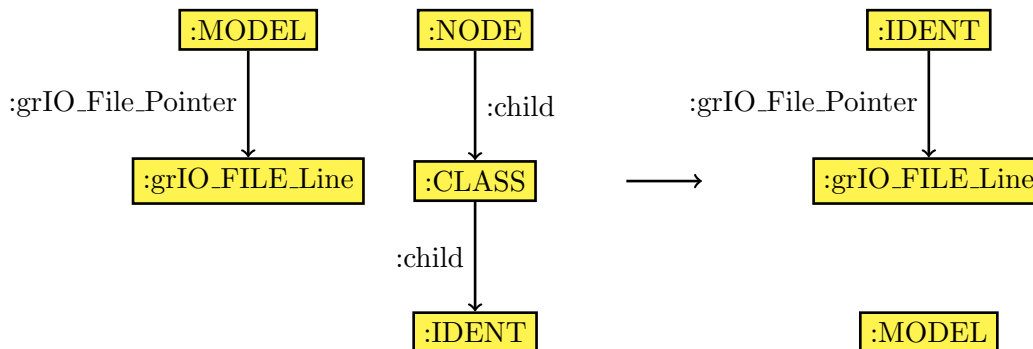 :MODEL :NODE :IDENT
:grIO_File_Pointer :child :grIO_File_Pointer
:grIO_FILE_Line :CLASS :grIO_FILE_Line
:child
:IDENT :MODEL